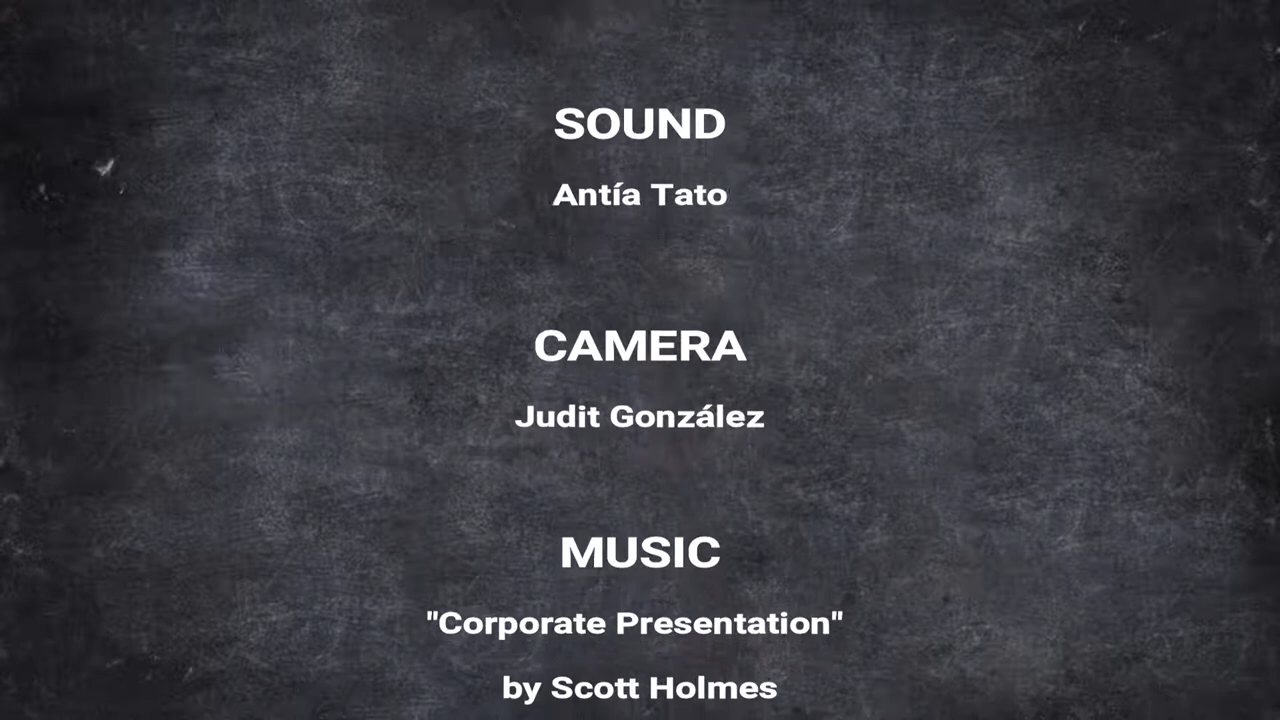 SOUND
Antía Tato
CAMERA
Judit González
MUSIC
"Corporate Presentation"
by Scott Holmes